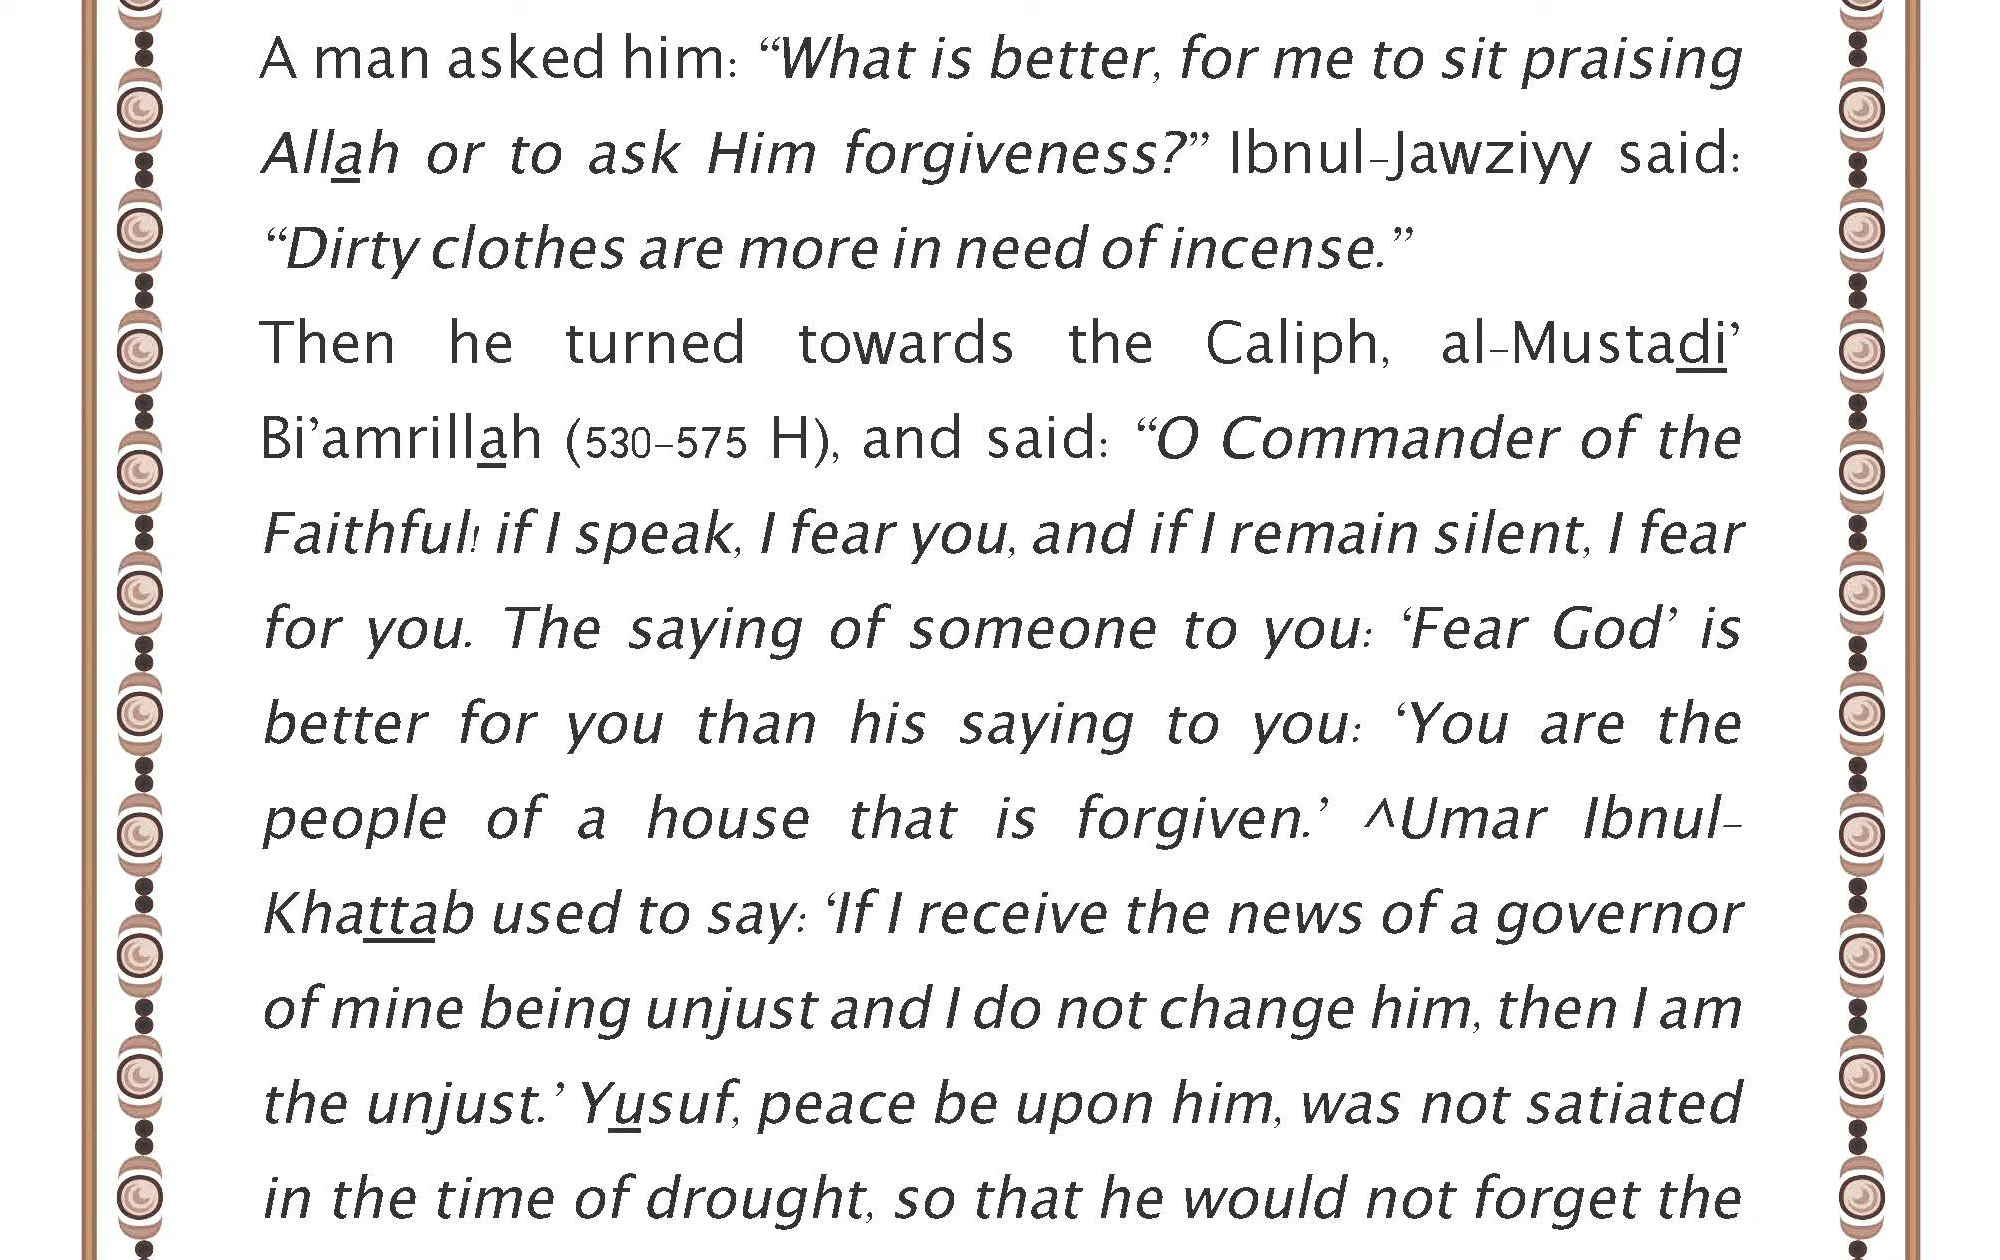 A man asked him: “What is better, for me to sit praising
Allah or to ask Him forgiveness?” Ibnul-Jawziyy said:
“Dirty clothes are more in need of incense.”
Then he turned towards the Caliph, al-Mustadi’
Bi’amrillah (530-575 H), and said: “O Commander of the
Faithful! if I speak, I fear you, and if I remain silent, I fear
for you. The saying of someone to you: ‘Fear God’ is
better for you than his saying to you: ‘You are the
people of a house that is forgiven.’ ^Umar Ibnul-
Khattab used to say: ‘If I receive the news of a governor
of mine being unjust and I do not change him, then I am
the unjust.’ Yusuf, peace be upon him, was not satiated
in the time of drought, so that he would not forget the